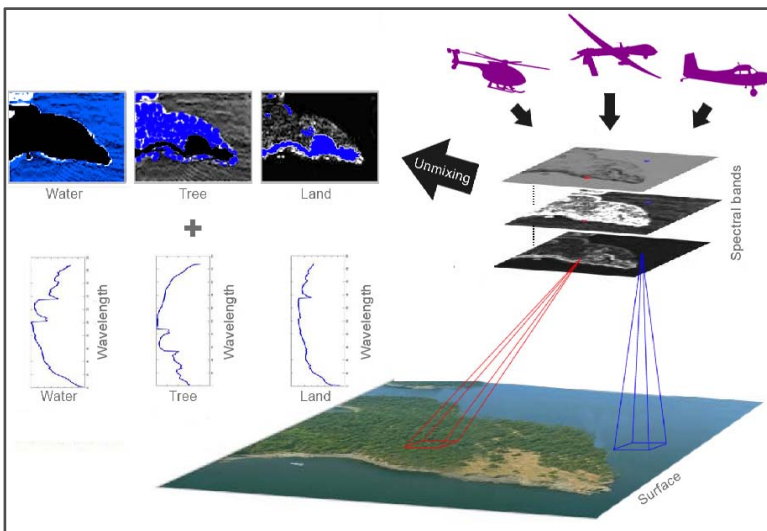 Water
Tree
Land
Unmixing
Spectral bands
+
Wavelength
Wavelength
Wavelength
Water
Tree
Land
Surface